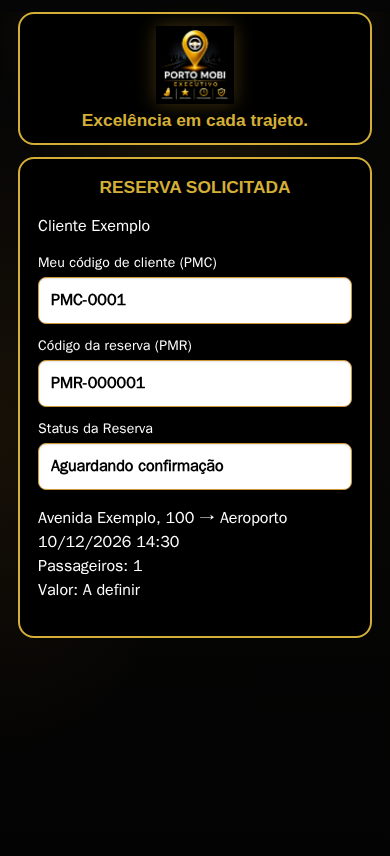 PORTO MOBI
EXECUTIVO
Excelência em cada trajeto.
RESERVA SOLICITADA
Cliente Exemplo
Meu código de cliente (PMC)
PMC-0001
Código da reserva (PMR)
PMR-000001
Status da Reserva
Aguardando confirmação
Avenida Exemplo, 100 → Aeroporto
10/12/2026 14:30
Passageiros: 1
Valor: A definir